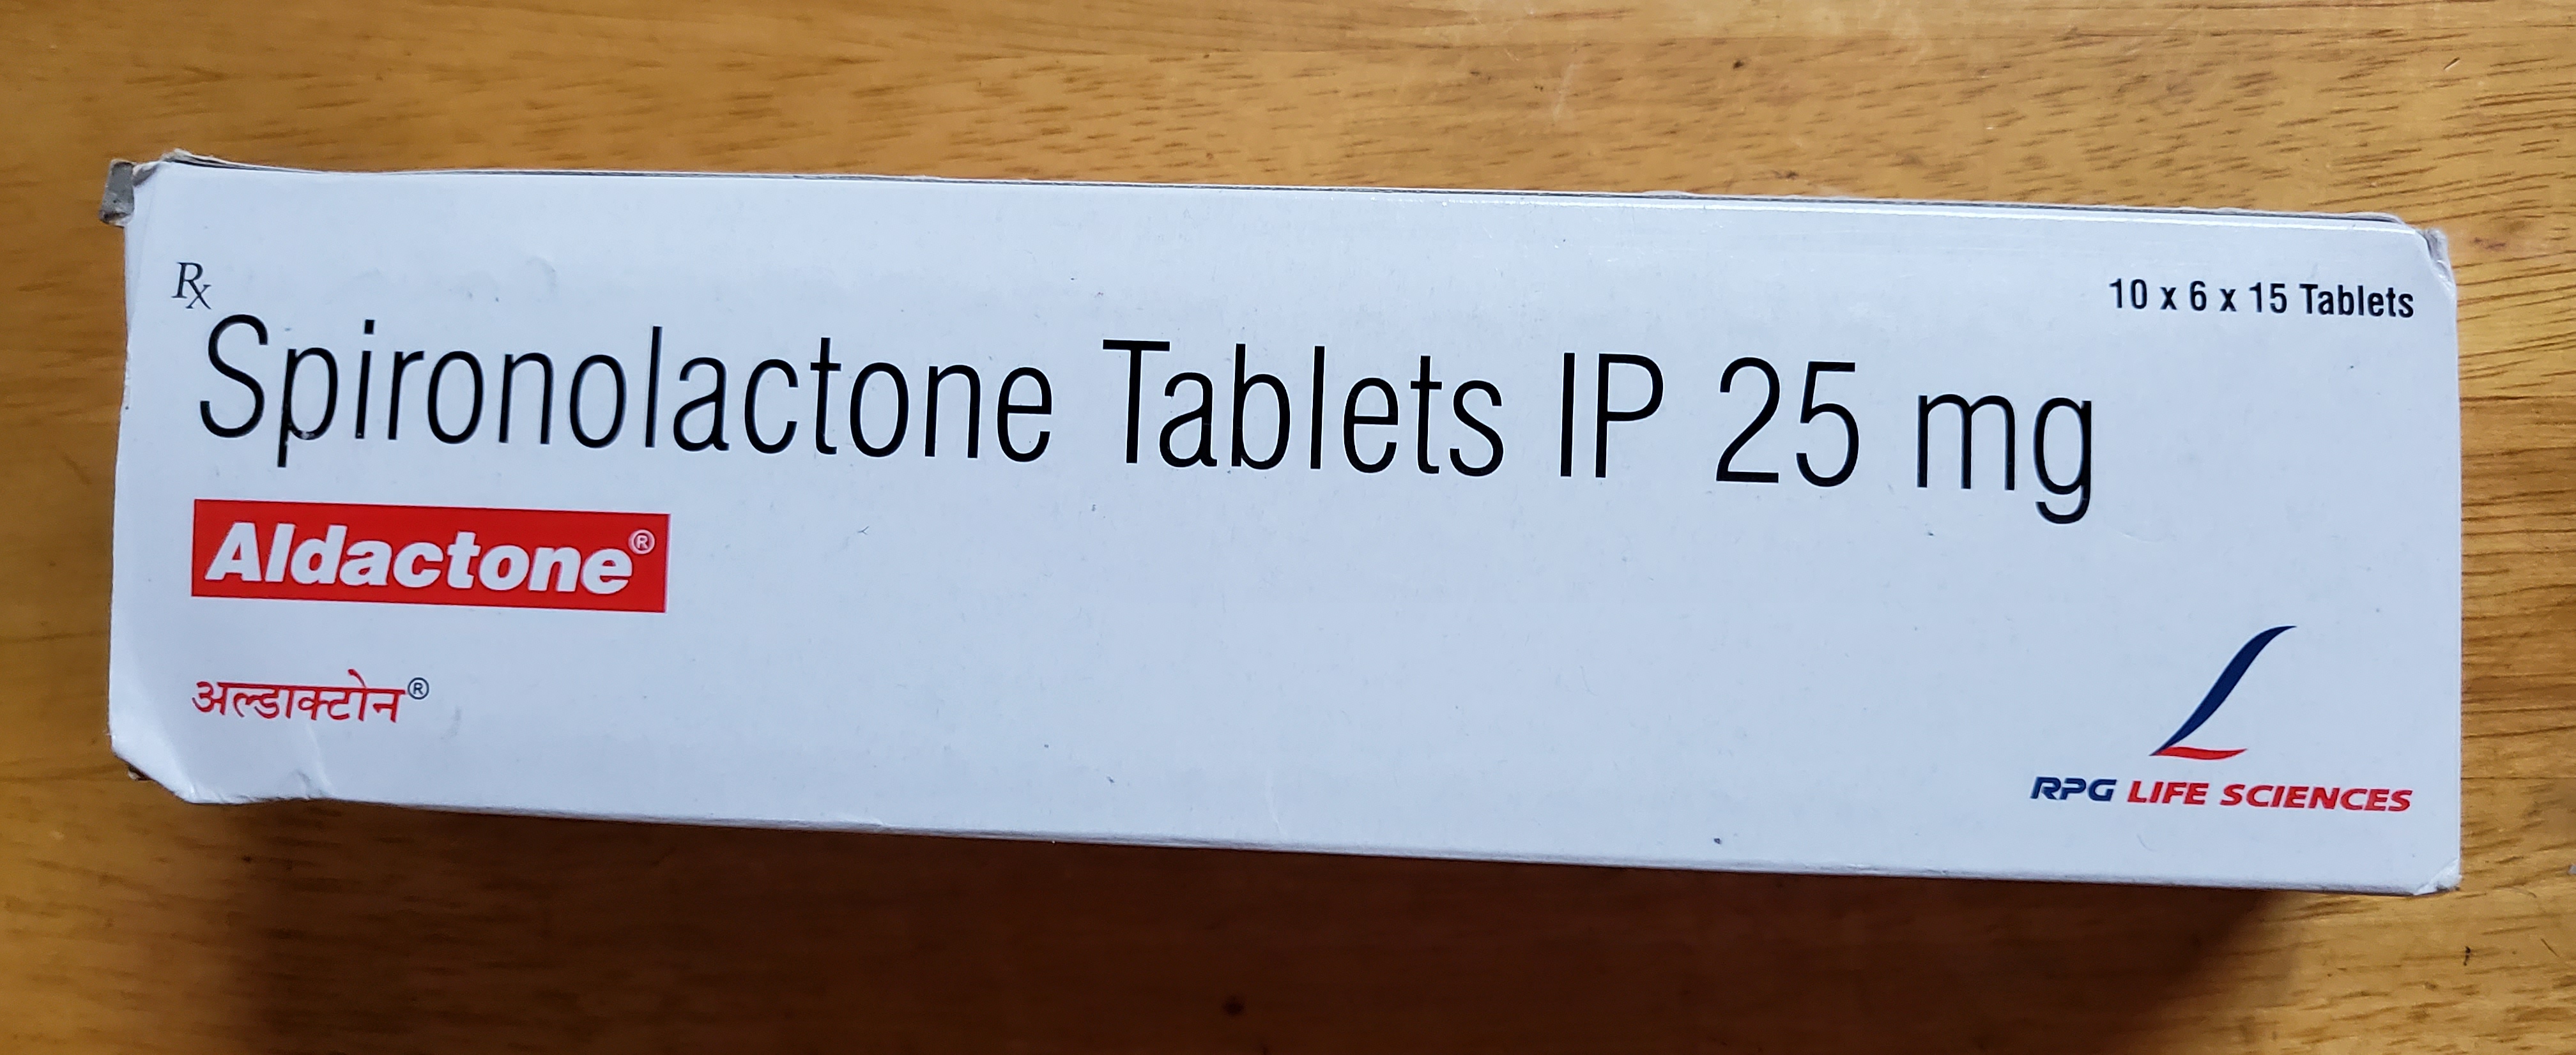 Rx
10 x 6 x 15 Tablets
Spironolactone Tablets IP 25 mg
Aldactone®
अल्डाक्टोन®
RPG LIFE SCIENCES